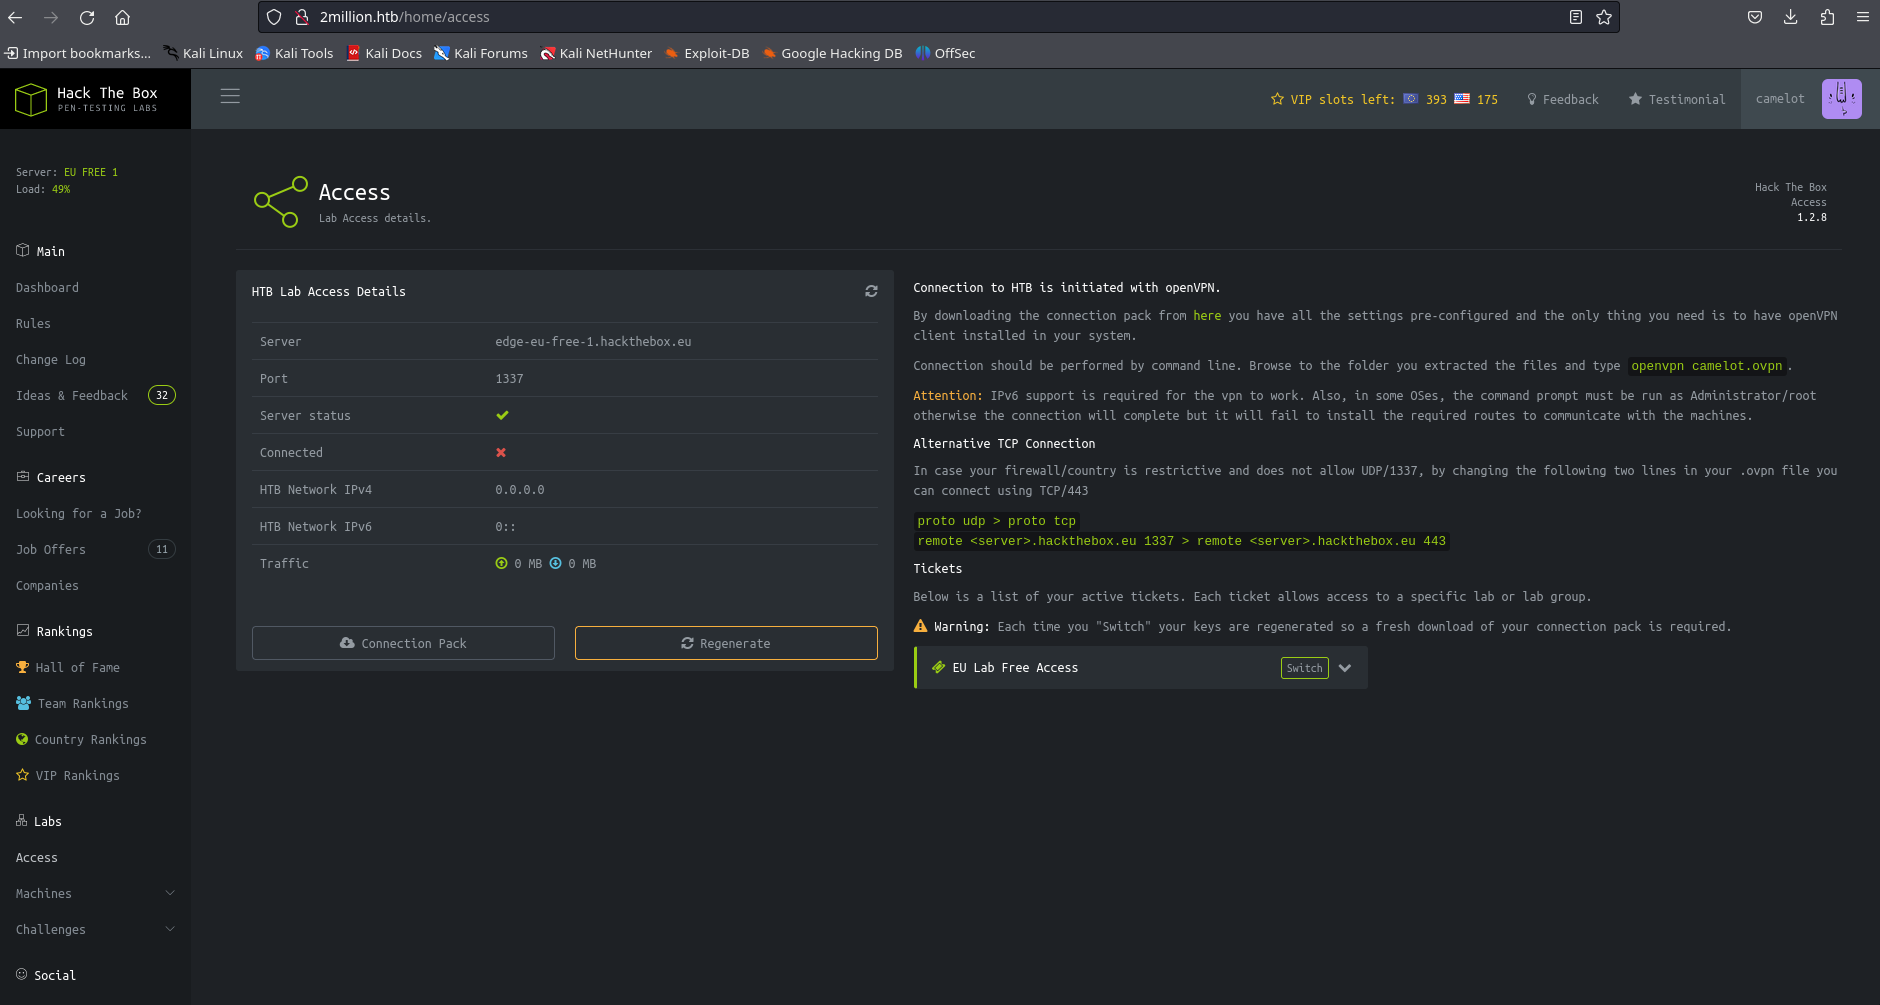 2million.htb/home/access
Import bookmarks... Kali Linux Kali Tools Kali Docs Kali Forums Kali NetHunter Exploit-DB Google Hacking DB OffSec
Hack The Box
PEN-TESTING LABS
VIP slots left: 393 175 Feedback Testimonial camelot
Server: EU FREE 1
Load: 49%
Main
Dashboard
Rules
Change Log
Ideas & Feedback 32
Support
Careers
Looking for a Job?
Job Offers 11
Companies
Rankings
Hall of Fame
Team Rankings
Country Rankings
VIP Rankings
Labs
Access
Machines
Challenges
Social
Access
Lab Access details.
Hack The Box
Access
1.2.8
HTB Lab Access Details
Server edge-eu-free-1.hackthebox.eu
Port 1337
Server status
Connected
HTB Network IPv4 0.0.0.0
HTB Network IPv6 0::
Traffic 0 MB 0 MB
Connection Pack Regenerate
Connection to HTB is initiated with openVPN.
By downloading the connection pack from here you have all the settings pre-configured and the only thing you need is to have openVPN
client installed in your system.
Connection should be performed by command line. Browse to the folder you extracted the files and type openvpn camelot.ovpn.
Attention: IPv6 support is required for the vpn to work. Also, in some OSes, the command prompt must be run as Administrator/root
otherwise the connection will complete but it will fail to install the required routes to communicate with the machines.
Alternative TCP Connection
In case your firewall/country is restrictive and does not allow UDP/1337, by changing the following two lines in your .ovpn file you
can connect using TCP/443
proto udp > proto tcp
remote <server>.hackthebox.eu 1337 > remote <server>.hackthebox.eu 443
Tickets
Below is a list of your active tickets. Each ticket allows access to a specific lab or lab group.
Warning: Each time you "Switch" your keys are regenerated so a fresh download of your connection pack is required.
EU Lab Free Access Switch